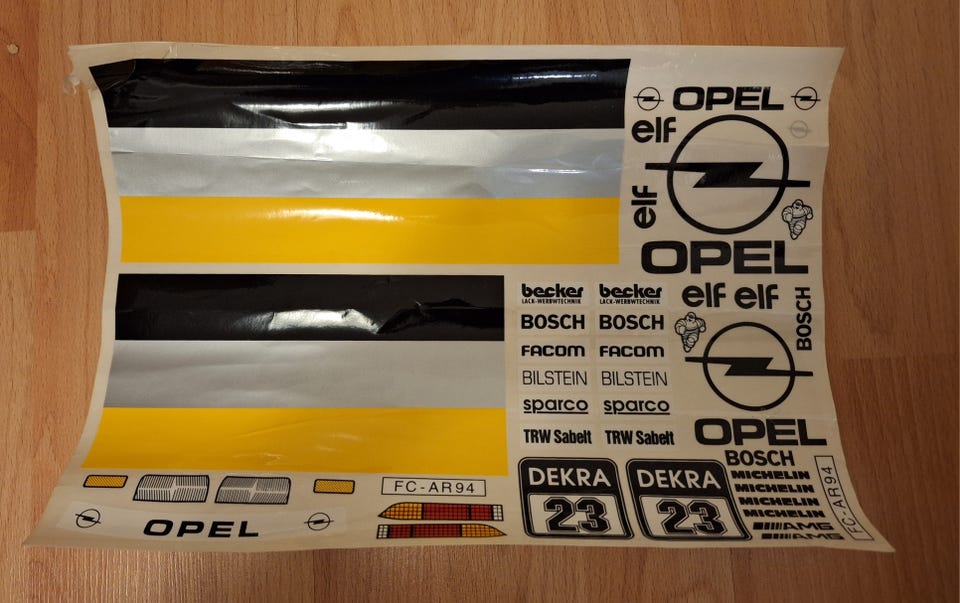 OPEL
elf
elf
OPEL
elf elf
BOSCH
becker becker
LACK-WERBWTECHNIK LACK-WERBWTECHNIK
BOSCH BOSCH
FACOM FACOM
BILSTEIN BILSTEIN
sparco sparco
TRW Sabelt TRW Sabelt
OPEL
BOSCH
DEKRA DEKRA
23 23
MICHELIN
MICHELIN
MICHELIN
MICHELIN
AMG
AMG
FC-AR94
FC-AR94
OPEL